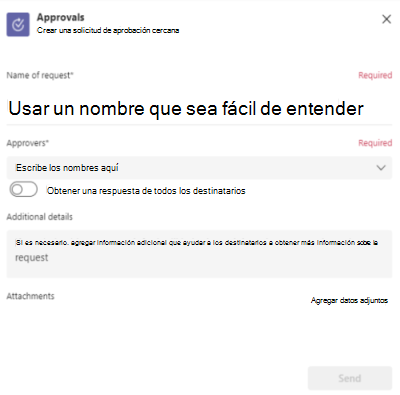 Approvals
Crear una solicitud de aprobación cercana
Name of request*
Required
Usar un nombre que sea fácil de entender
Approvers*
Required
Escribe los nombres aquí
Obtener una respuesta de todos los destinatarios
Additional details
Si es necesario, agregar información adicional que ayudar a los destinatarios a obtener más información sobre la
request
Attachments
Agregar datos adjuntos
Send